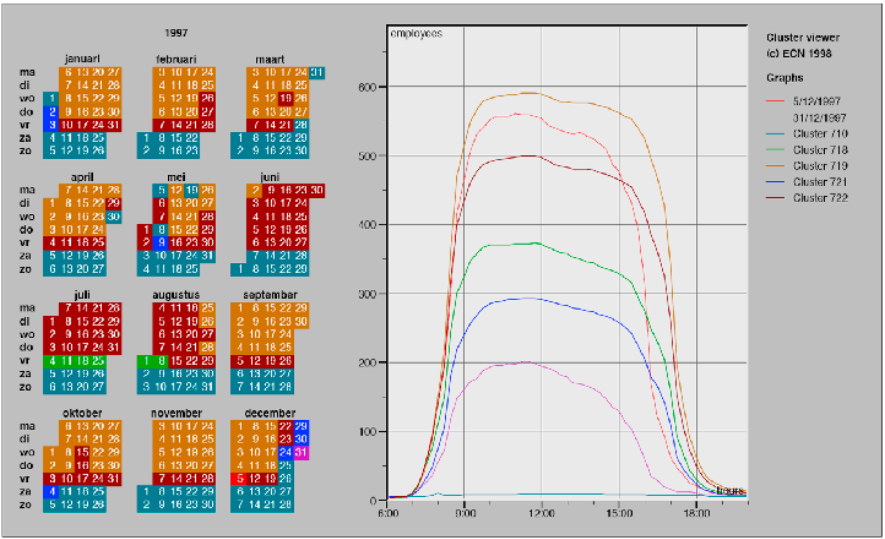 1997
januari februari maart
ma 6 13 20 27 3 10 17 24 3 10 17 24 31
di 7 14 21 28 4 11 18 25 4 11 18 25
wo 1 8 15 22 29 5 12 19 26 5 12 19 26
do 2 9 16 23 30 6 13 20 27 6 13 20 27
vr 3 10 17 24 31 7 14 21 28 7 14 21 28
za 4 11 18 25 1 8 15 22 1 8 15 22 29
zo 5 12 19 26 2 9 16 23 2 9 16 23 30
april mei juni
ma 7 14 21 28 5 12 19 26 2 9 16 23 30
di 1 8 15 22 29 6 13 20 27 3 10 17 24
wo 2 9 16 23 30 7 14 21 28 4 11 18 25
do 3 10 17 24 1 8 15 22 29 5 12 19 26
vr 4 11 18 25 2 9 16 23 30 6 13 20 27
za 5 12 19 26 3 10 17 24 31 7 14 21 28
zo 6 13 20 27 4 11 18 25 1 8 15 22 29
juli augustus september
ma 7 14 21 28 4 11 18 25 1 8 15 22 29
di 1 8 15 22 29 5 12 19 26 2 9 16 23 30
wo 2 9 16 23 30 6 13 20 27 3 10 17 24
do 3 10 17 24 31 7 14 21 28 4 11 18 25
vr 4 11 18 25 1 8 15 22 29 5 12 19 26
za 5 12 19 26 2 9 16 23 30 6 13 20 27
zo 6 13 20 27 3 10 17 24 31 7 14 21 28
oktober november december
ma 6 13 20 27 3 10 17 24 1 8 15 22 29
di 7 14 21 28 4 11 18 25 2 9 16 23 30
wo 1 8 15 22 29 5 12 19 26 3 10 17 24 31
do 2 9 16 23 30 6 13 20 27 4 11 18 25
vr 3 10 17 24 31 7 14 21 28 5 12 19 26
za 4 11 18 25 1 8 15 22 29 6 13 20 27
zo 5 12 19 26 2 9 16 23 30 7 14 21 28
employees
600
500
400
300
200
100
0
6:00 9:00 12:00 15:00 18:00
hours
Cluster viewer
(c) ECN 1998
Graphs
5/12/1997
31/12/1997
Cluster 710
Cluster 718
Cluster 719
Cluster 721
Cluster 722